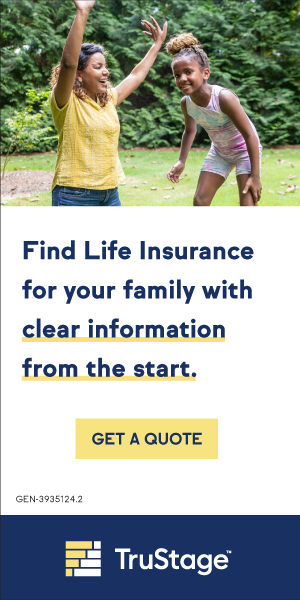 Find Life Insurance
for your family with
clear information
from the start.
GET A QUOTE
GEN-3935124.2
TruStage™